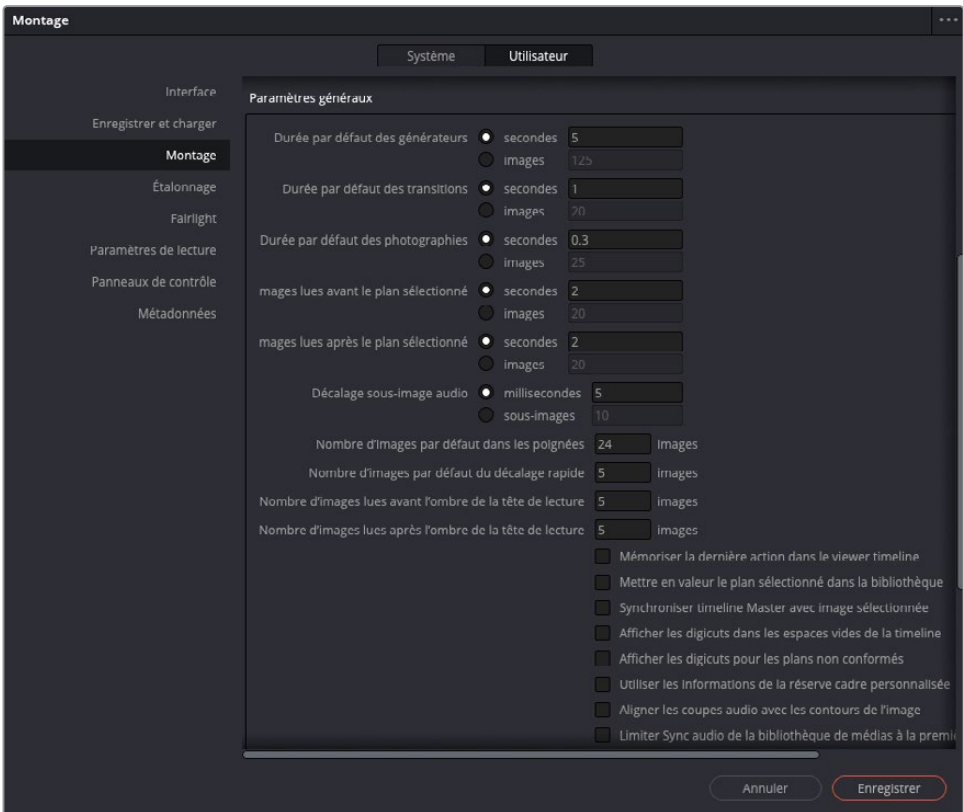 Montage
Système Utilisateur
Interface
Enregistrer et charger
Montage
Étalonnage
Fairlight
Paramètres de lecture
Panneaux de contrôle
Métadonnées
Paramètres généraux
Durée par défaut des générateurs secondes 5
images 125
Durée par défaut des transitions secondes 1
images 20
Durée par défaut des photographies secondes 0.3
images 25
mages lues avant le plan sélectionné secondes 2
images 20
mages lues après le plan sélectionné secondes 2
images 20
Décalage sous-image audio millisecondes 5
sous-images 10
Nombre d'images par défaut dans les poignées 24 images
Nombre d'images par défaut du décalage rapide 5 images
Nombre d'images lues avant l'ombre de la tête de lecture 5 images
Nombre d'images lues après l'ombre de la tête de lecture 5 images
Mémoriser la dernière action dans le viewer timeline
Mettre en valeur le plan sélectionné dans la bibliothèque
Synchroniser timeline Master avec image sélectionnée
Afficher les digicuts dans les espaces vides de la timeline
Afficher les digicuts pour les plans non conformés
Utiliser les informations de la réserve cadre personnalisée
Aligner les coupes audio avec les contours de l'image
Limiter Sync audio de la bibliothèque de médias à la premi
Annuler Enregistrer